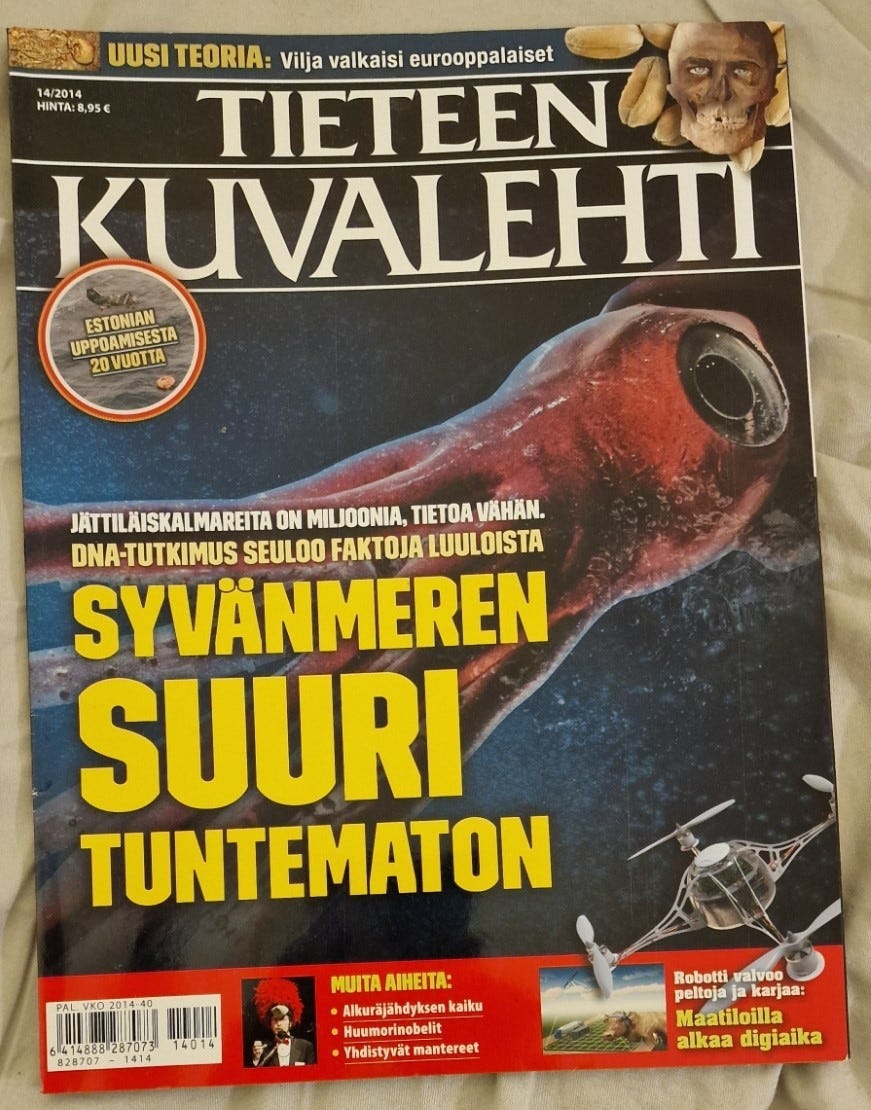 UUSI TEORIA: Vilja valkaisi eurooppalaiset
14/2014
HINTA: 8,95 €
TIETEEN
KUVALEHTI
ESTONIAN
UPPOAMISESTA
20 VUOTTA
JÄTTILÄISKALMAREITA ON MILJOONIA, TIETOA VÄHÄN.
DNA-TUTKIMUS SEULOO FAKTOJA LUULOISTA
SYVÄNMEREN
SUURI
TUNTEMATON
PAL. VKO 2014-40
6 414888 287073 14014
828707 - 1414
MUITA AIHEITA:
• Alkuräjähdyksen kaiku
• Huumorinobelit
• Yhdistyvät mantereet
Robotti valvoo
peltoja ja karjaa:
Maatiloilla
alkaa digiaika